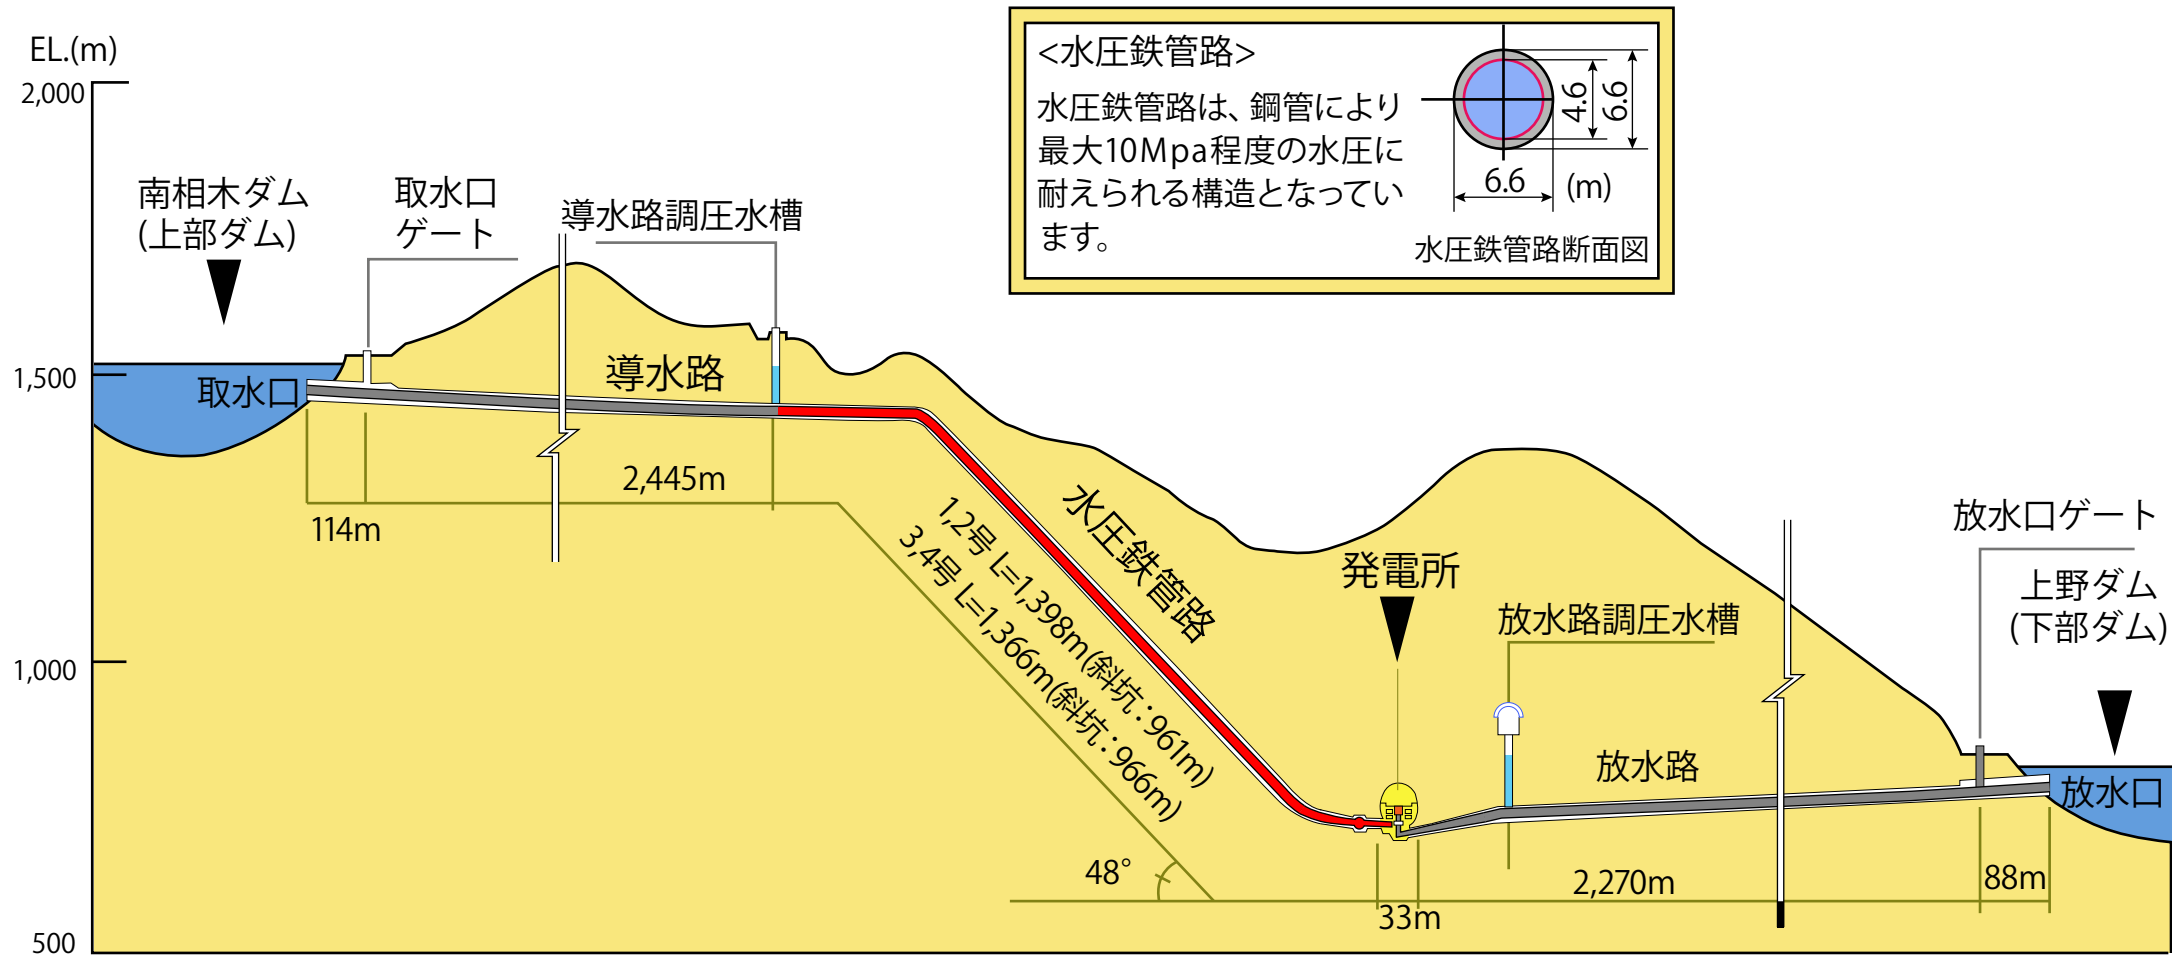 EL.(m)
2,000
1,500
1,000
500
<水圧鉄管路>
水圧鉄管路は、鋼管により
最大10Mpa程度の水圧に
耐えられる構造となってい
ます。
4.6
6.6
6.6
(m)
水圧鉄管路断面図
南相木ダム
(上部ダム)
取水口
ゲート
導水路調圧水槽
取水口
導水路
2,445m
114m
水圧鉄管路
1,2号 L=1,398m(斜坑：961m)
3,4号 L=1,366m(斜坑：966m)
48°
発電所
33m
放水路調圧水槽
放水路
2,270m
放水口ゲート
上野ダム
(下部ダム)
放水口
88m